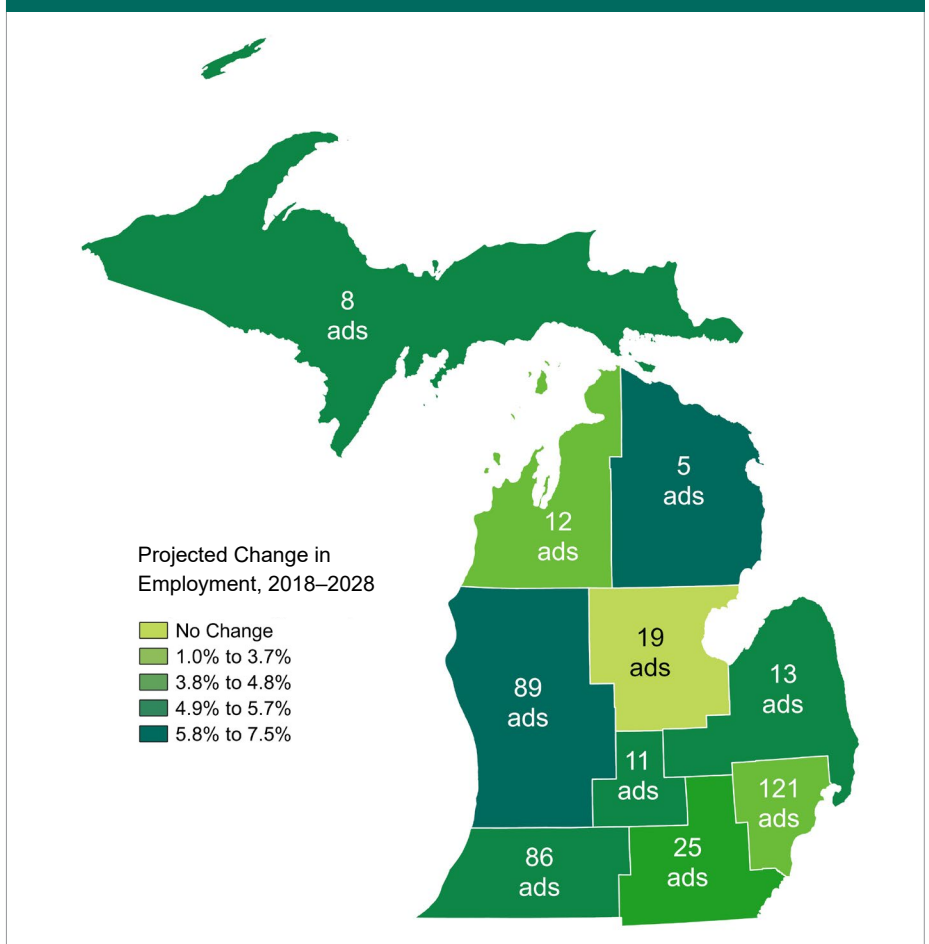 8
ads
5
ads
12
ads
Projected Change in
Employment, 2018–2028
No Change
1.0% to 3.7%
3.8% to 4.8%
4.9% to 5.7%
5.8% to 7.5%
19
ads
13
ads
89
ads
11
ads
121
ads
86
ads
25
ads